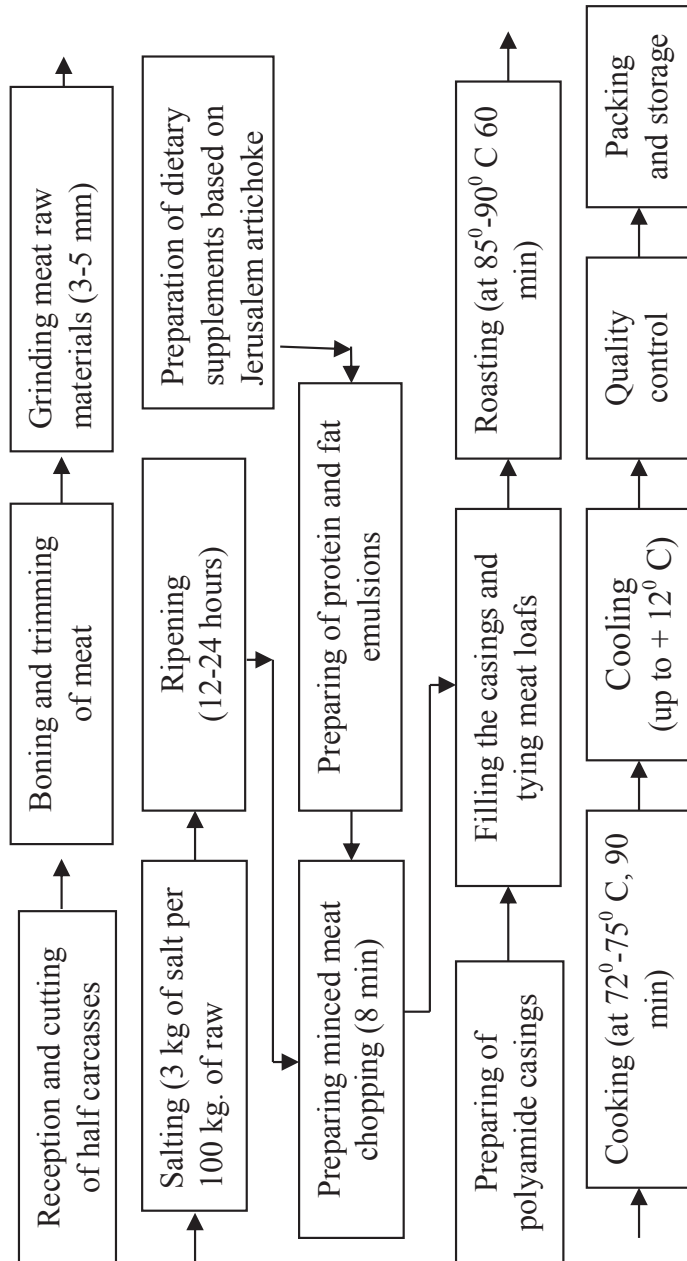 Reception and cutting
of half carcasses
Boning and trimming
of meat
Grinding meat raw
materials (3-5 mm)
Salting (3 kg of salt per
100 kg. of raw
Ripening
(12-24 hours)
Preparation of dietary
supplements based on
Jerusalem artichoke
Preparing minced meat
chopping (8 min)
Preparing of protein and fat
emulsions
Preparing of
polyamide casings
Filling the casings and
tying meat loafs
Roasting (at 85⁰-90⁰ C 60
min)
Cooking (at 72⁰-75⁰ C, 90
min)
Cooling
(up to + 12⁰ C)
Quality
control
Packing
and storage